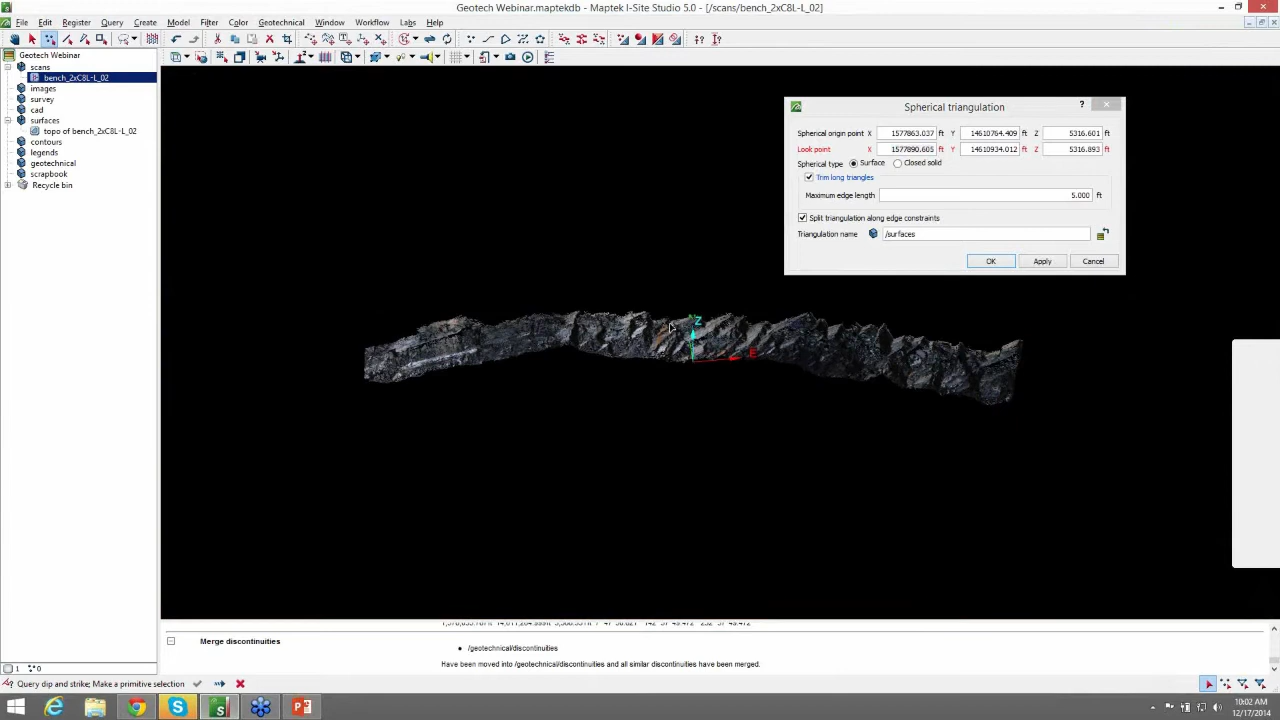 Geotech Webinar.maptekdb - Maptek I-Site Studio 5.0 - [/scans/bench_2xC8L-L_02]
File Edit Register Query Create Model Filter Color Geotechnical Window Workflow Labs Help
Geotech Webinar
scans
bench_2xC8L-L_02
images
survey
cad
surfaces
topo of bench_2xC8L-L_02
contours
legends
geotechnical
scrapbook
Recycle bin
Spherical triangulation
Spherical origin point X 1577863.037 ft Y 14610764.409 ft Z 5316.601 ft
Look point X 1577890.605 ft Y 14610934.012 ft Z 5316.893 ft
Spherical type Surface Closed solid
Trim long triangles
Maximum edge length 5.000 ft
Split triangulation along edge constraints
Triangulation name /surfaces
OK Apply Cancel
Z
E
Merge discontinuities
/geotechnical/discontinuities
Have been moved into /geotechnical/discontinuities and all similar discontinuities have been merged.
1 0
Query dip and strike; Make a primitive selection
10:02 AM
12/17/2014